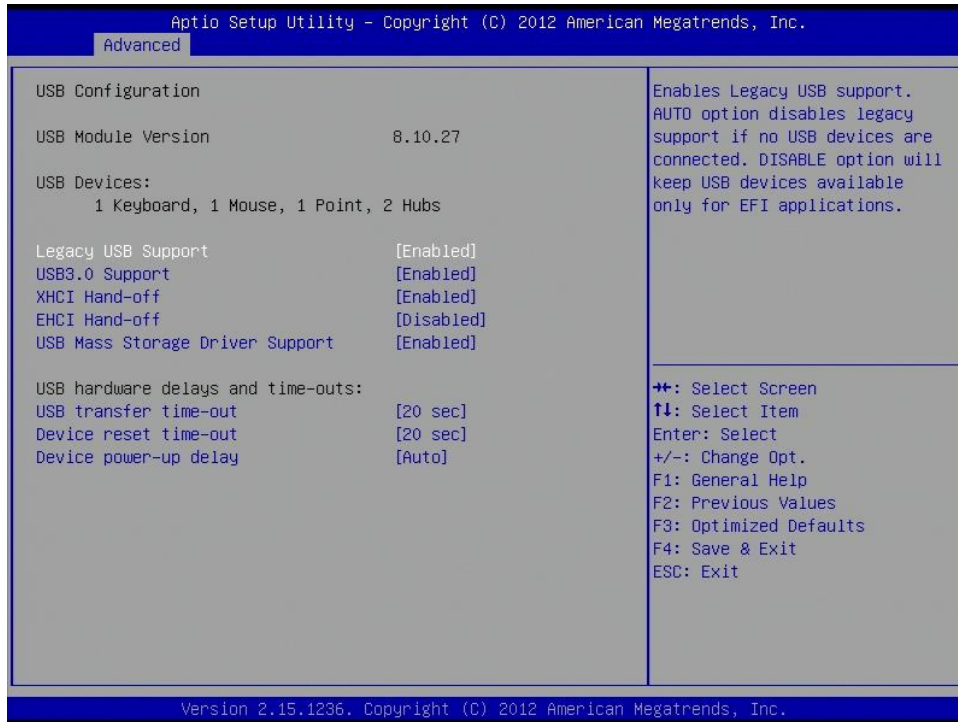 Aptio Setup Utility – Copyright (C) 2012 American Megatrends, Inc.
Advanced
USB Configuration
USB Module Version 8.10.27
USB Devices:
1 Keyboard, 1 Mouse, 1 Point, 2 Hubs
Legacy USB Support [Enabled]
USB3.0 Support [Enabled]
XHCI Hand-off [Enabled]
EHCI Hand-off [Disabled]
USB Mass Storage Driver Support [Enabled]
USB hardware delays and time-outs:
USB transfer time-out [20 sec]
Device reset time-out [20 sec]
Device power-up delay [Auto]
Enables Legacy USB support.
AUTO option disables legacy
support if no USB devices are
connected. DISABLE option will
keep USB devices available
only for EFI applications.
→←: Select Screen
↑↓: Select Item
Enter: Select
+/-: Change Opt.
F1: General Help
F2: Previous Values
F3: Optimized Defaults
F4: Save & Exit
ESC: Exit
Version 2.15.1236. Copyright (C) 2012 American Megatrends, Inc.